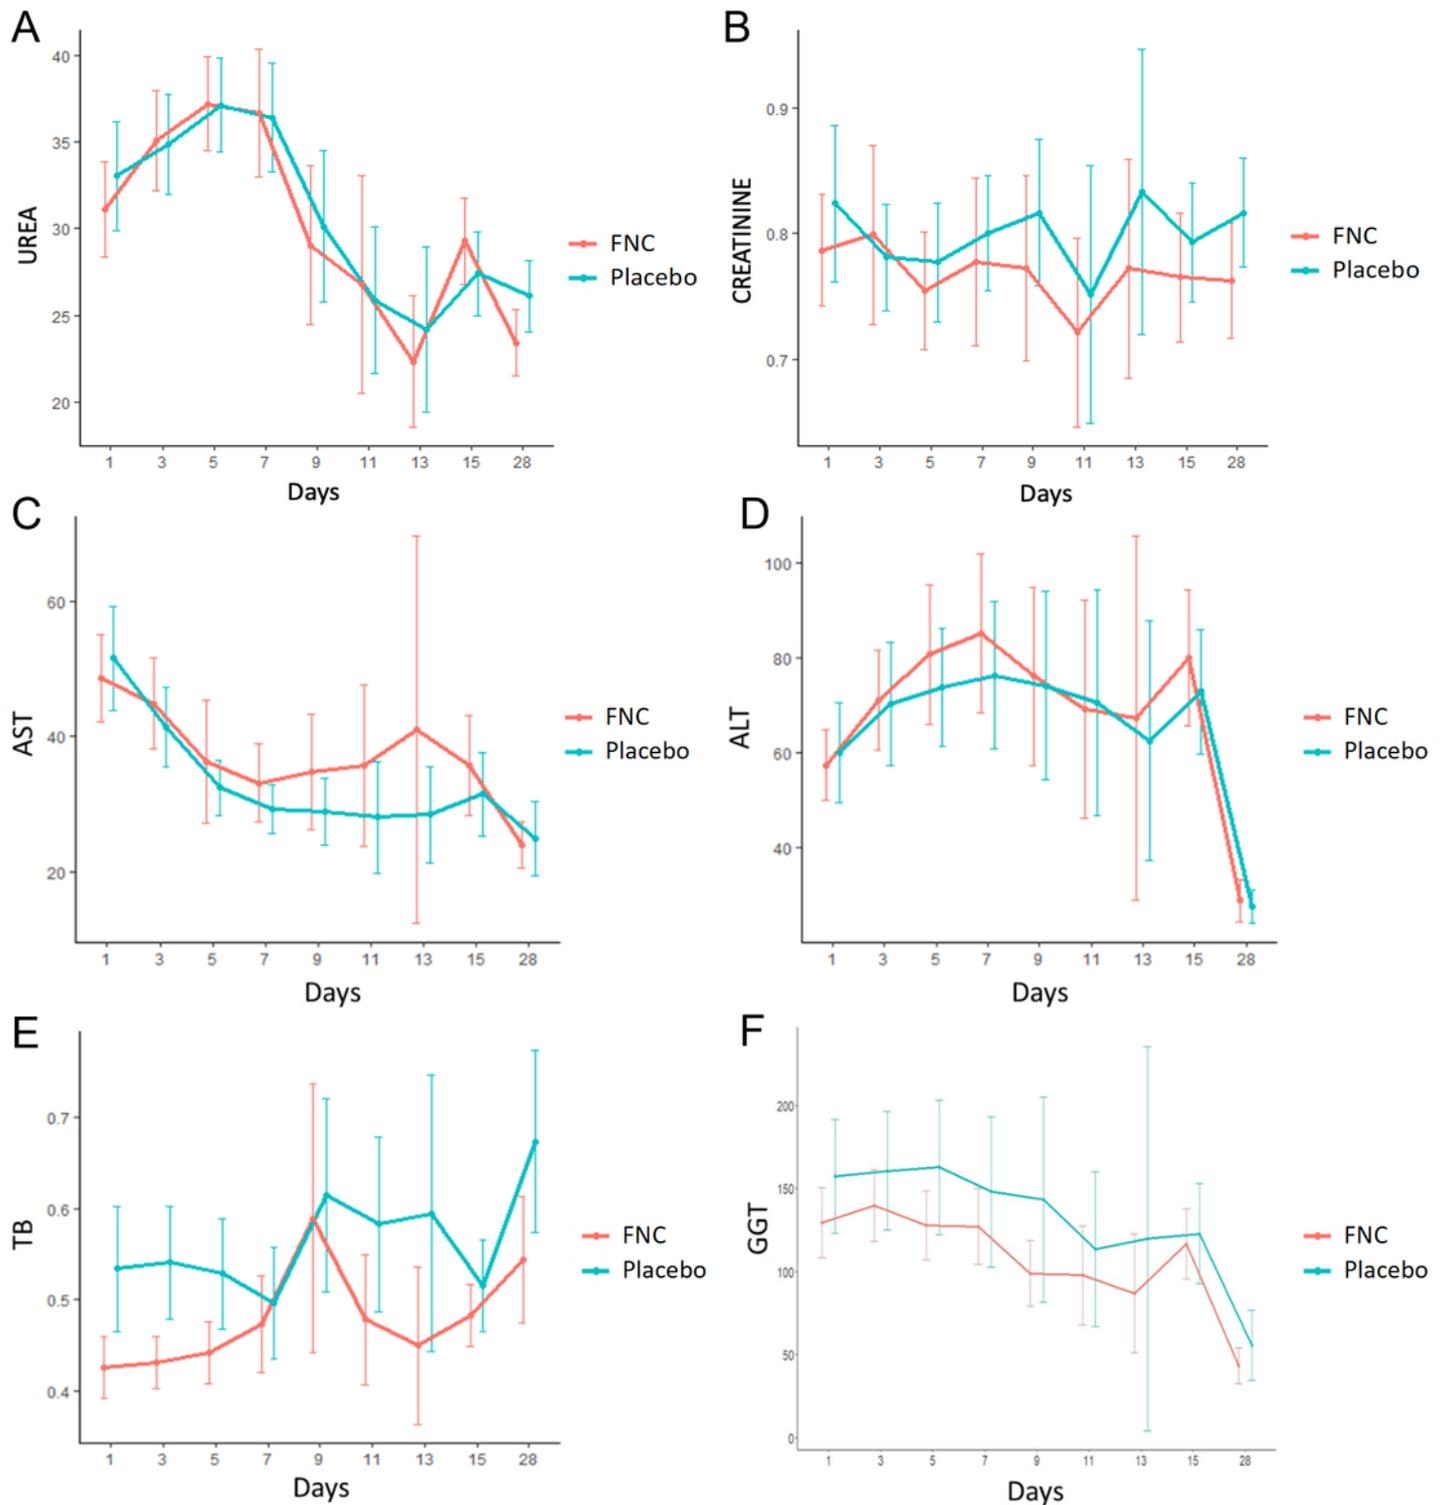 A
UREA
40
35
30
25
20
1 3 5 7 9 11 13 15 28
Days
FNC
Placebo
B
CREATININE
0.9
0.8
0.7
1 3 5 7 9 11 13 15 28
Days
FNC
Placebo
C
AST
60
40
20
1 3 5 7 9 11 13 15 28
Days
FNC
Placebo
D
ALT
100
80
60
40
1 3 5 7 9 11 13 15 28
Days
FNC
Placebo
E
TB
0.7
0.6
0.5
0.4
1 3 5 7 9 11 13 15 28
Days
FNC
Placebo
F
GGT
200
150
100
50
0
1 3 5 7 9 11 13 15 28
Days
FNC
Placebo